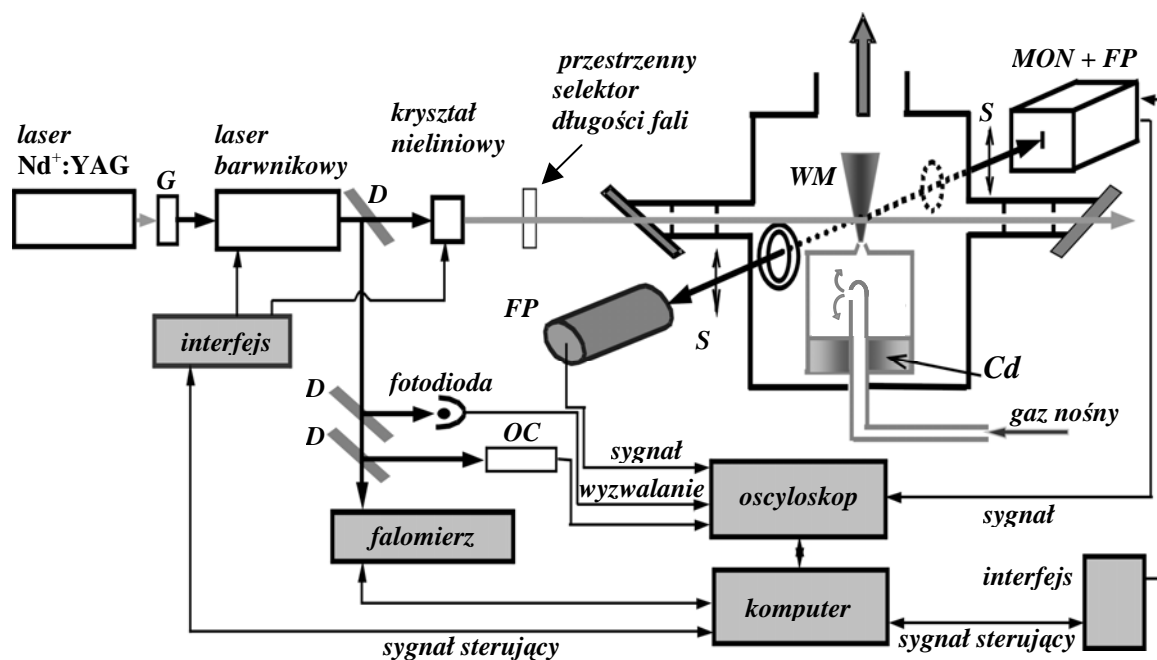 laser
Nd⁺:YAG
G
laser
barwnikowy
D
kryształ
nieliniowy
przestrzenny
selektor
długości fali
WM
MON + FP
S
FP
S
Cd
gaz nośny
interfejs
D
fotodioda
D
OC
sygnał
wyzwalanie
oscyloskop
sygnał
falomierz
komputer
interfejs
sygnał sterujący
sygnał sterujący